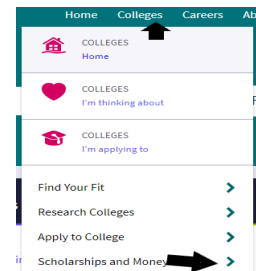 Home Colleges Careers Ab
COLLEGES
Home
COLLEGES
I'm thinking about
COLLEGES
I'm applying to
Find Your Fit
Research Colleges
Apply to College
Scholarships and Money